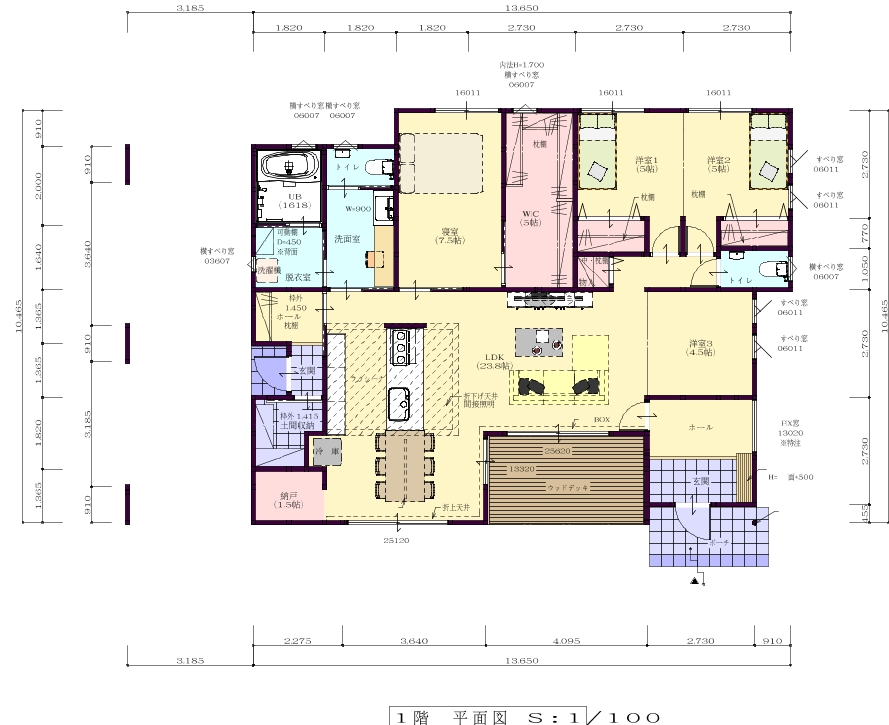 3.185
13.650
1.820
1.820
1.820
2.730
2.730
2.730
内法H=1.700
横すべり窓
06007
16011
16011
16011
横すべり窓
06007
横すべり窓
06007
910
2.000
1.640
1.365
1.365
1.820
1.365
10.465
910
3.640
910
3.185
910
2.730
770
1.050
2.730
2.730
455
10.465
すべり窓
06011
すべり窓
06011
横すべり窓
06007
すべり窓
06011
すべり窓
06011
FX窓
13020
※特注
横すべり窓
03607
UB
(1618)
トイレ
W=900
洗面室
可動棚
D=450
※背面
洗濯機
脱衣室
寝室
(7.5帖)
枕棚
W.C
(5帖)
洋室1
(5帖)
洋室2
(5帖)
枕棚
枕棚
枕棚
物入
トイレ
枠外
1.450
ホール
枕棚
玄関
枠外 1.415
土間収納
冷 庫
納戸
(1.5帖)
LDK
(23.8帖)
折下げ天井
間接照明
折上天井
BOX
洋室3
(4.5帖)
ホール
玄関
ポーチ
25620
13320
ウッドデッキ
25120
2.275
3.640
4.095
2.730
910
3.185
13.650
1階 平面図 S:1/100